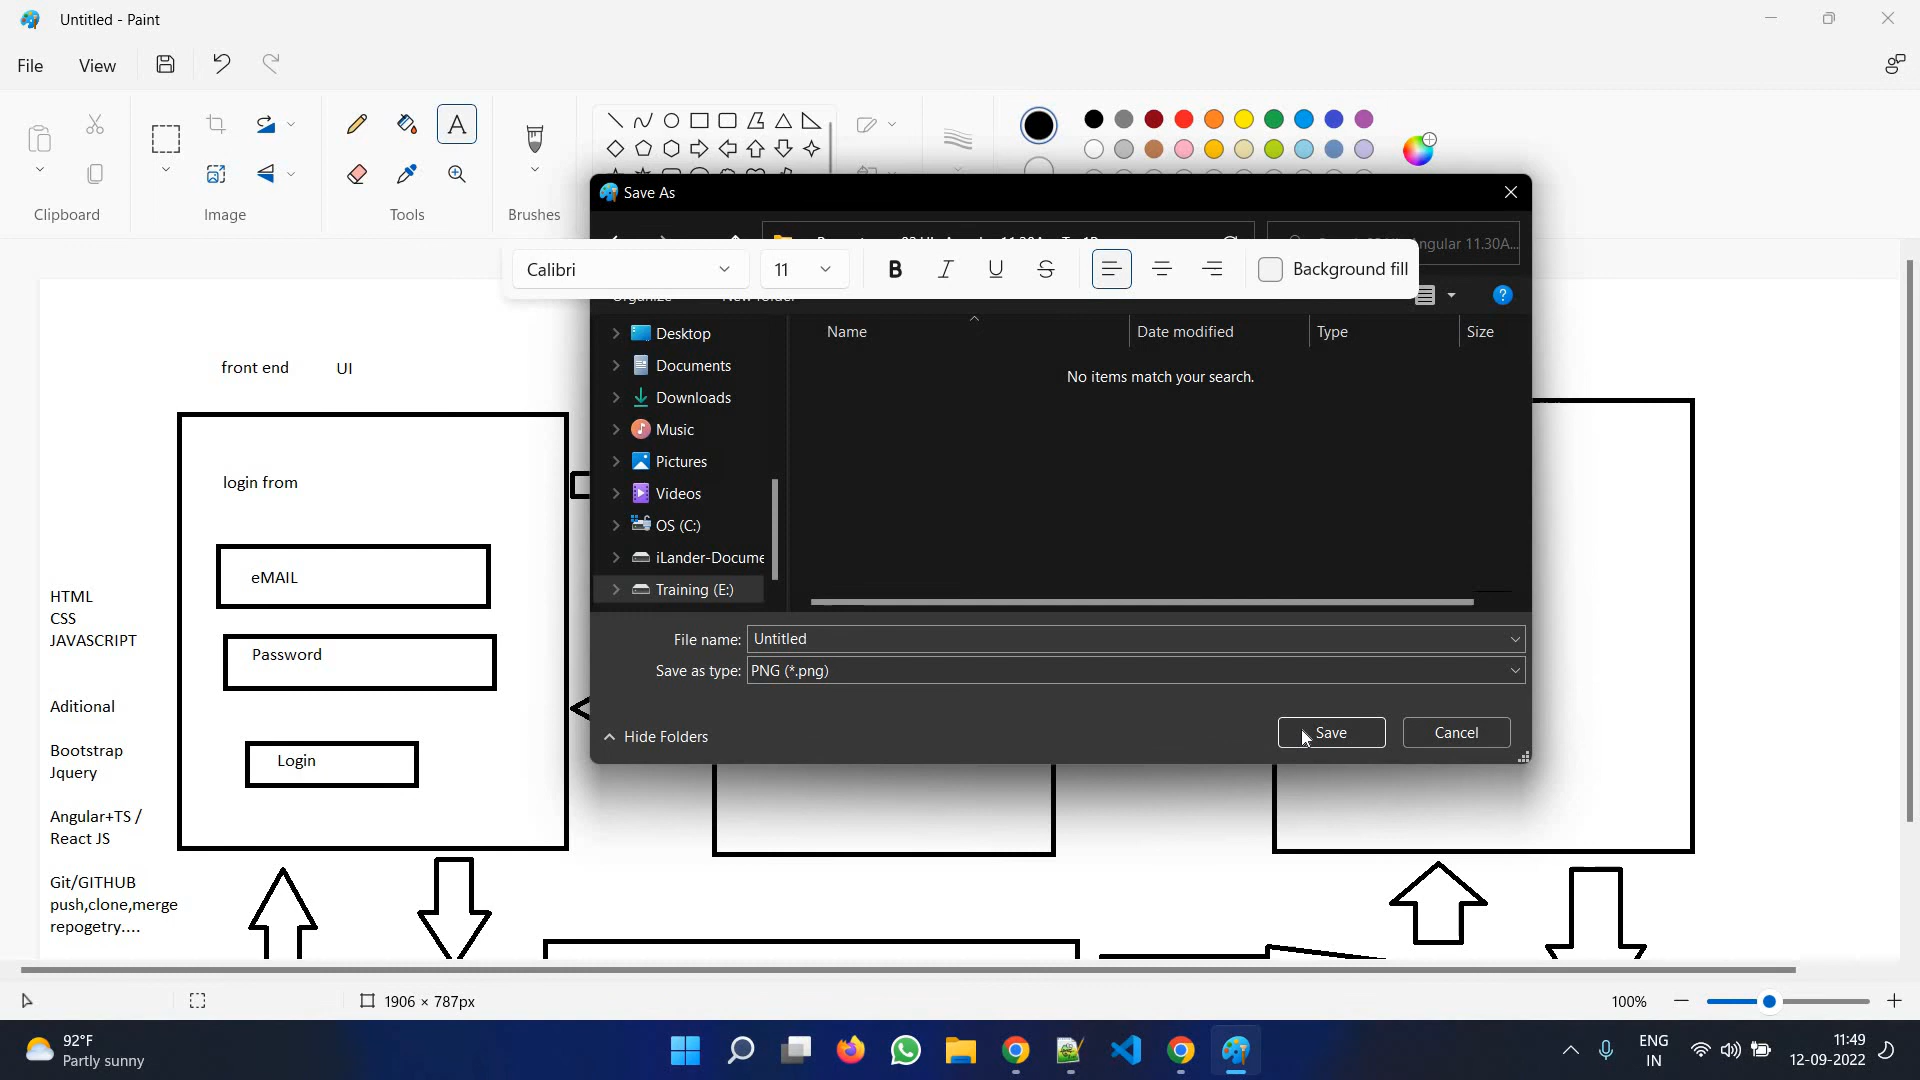 Untitled - Paint
File
View
Clipboard
Image
Tools
Brushes
Save As
Calibri
11
B
I
U
S
Background fill
Name
Date modified
Type
Size
No items match your search.
Desktop
Documents
Downloads
Music
Pictures
Videos
OS (C:)
iLander-Docume
Training (E:)
File name: Untitled
Save as type: PNG (*.png)
Hide Folders
Save
Cancel
front end
UI
login from
eMAIL
Password
Login
HTML
CSS
JAVASCRIPT
Aditional
Bootstrap
Jquery
Angular+TS /
React JS
Git/GITHUB
push,clone,merge
repogetry....
1906 × 787px
100%
92°F
Partly sunny
ENG
IN
11:49
12-09-2022